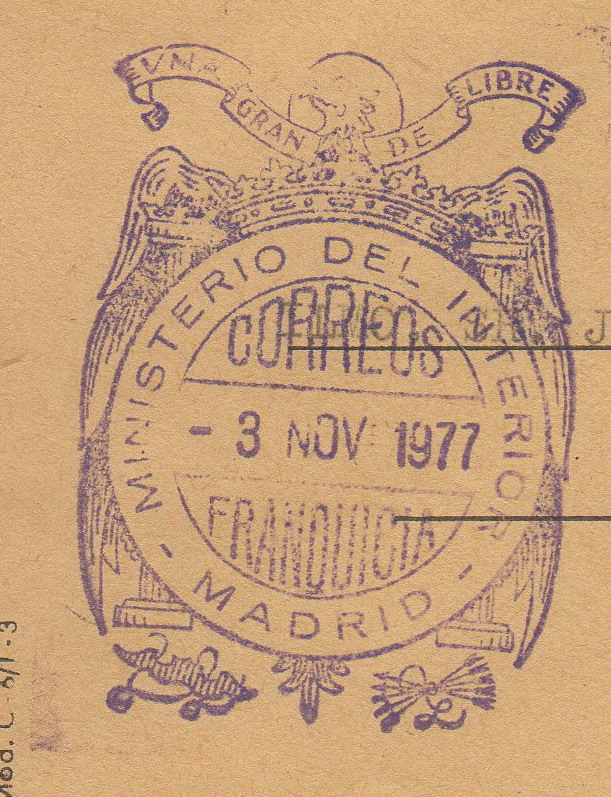 VNA
GRAN
DE
LIBRE
MINISTERIO DEL INTERIOR
CORREOS
- 3 NOV 1977
FRANQUICIA
- MADRID -